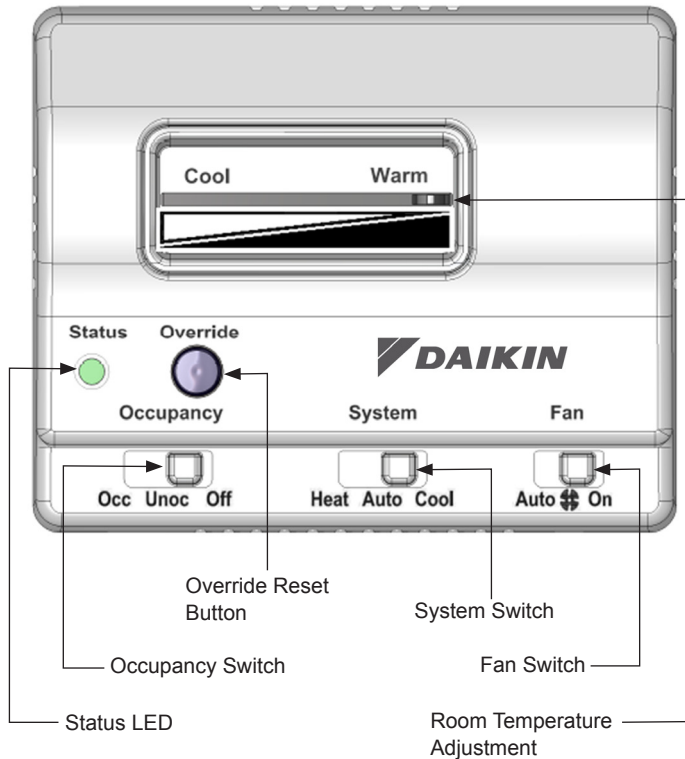 Cool Warm
Status Override
DAIKIN
Occupancy System Fan
Occ Unoc Off Heat Auto Cool Auto On
Override Reset
Button
System Switch
Occupancy Switch
Fan Switch
Status LED
Room Temperature
Adjustment